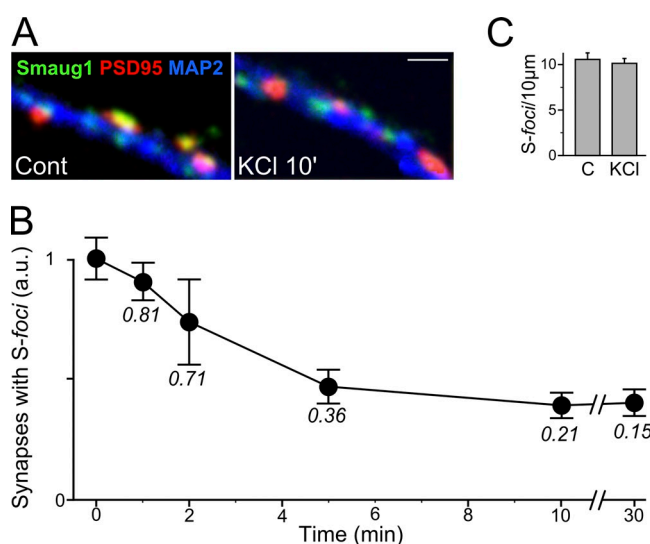 A
Smaug1 PSD95 MAP2
Cont
KCl 10'
C
S-foci/10µm
10
5
0
C KCl
B
Synapses with S-foci (a.u.)
1
0
0.81
0.71
0.36
0.21
0.15
0 2 4 6 8 10 30
Time (min)